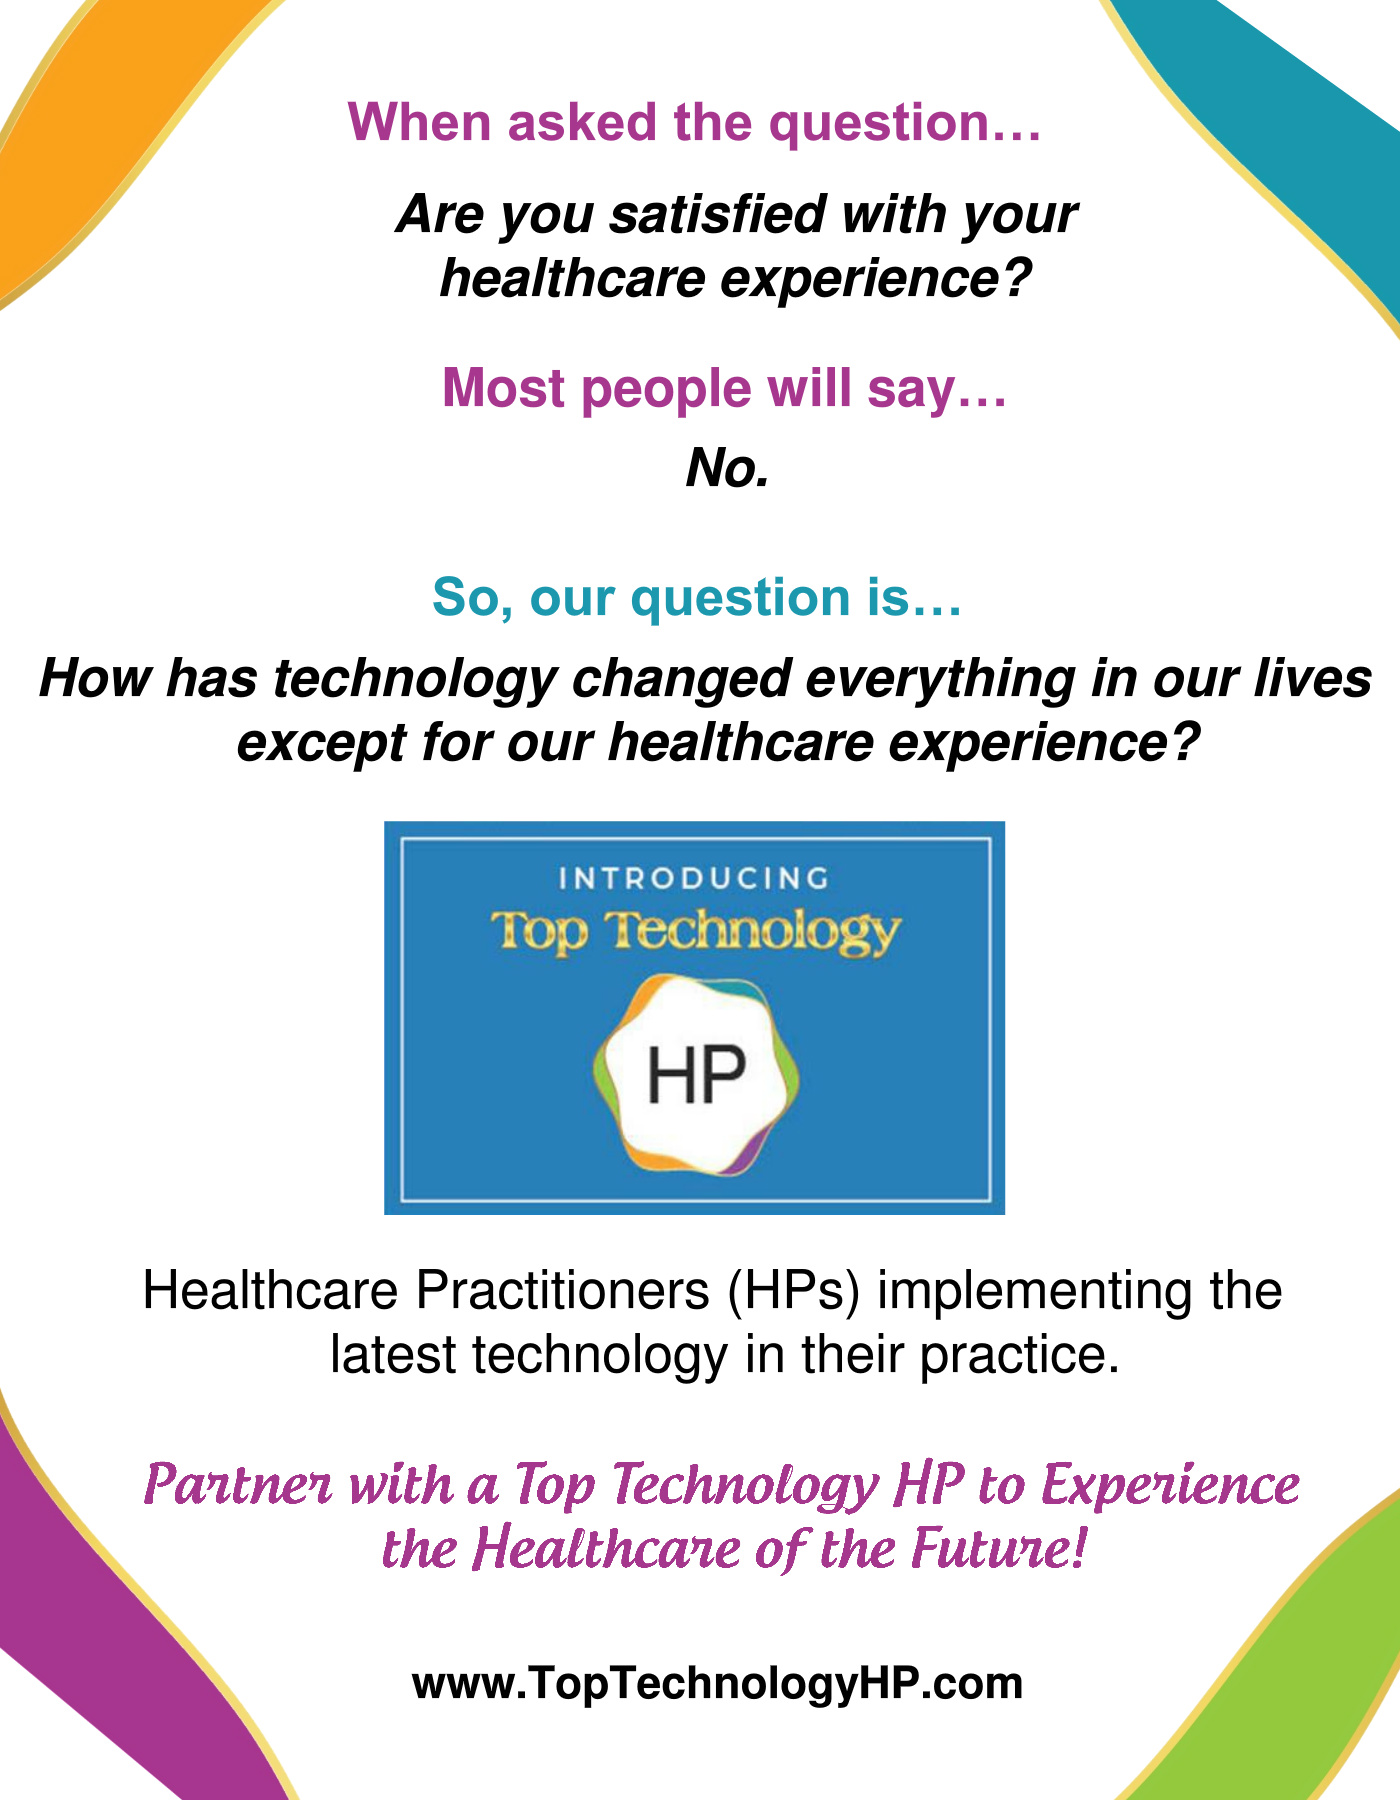 When asked the question…
Are you satisfied with your
healthcare experience?
Most people will say…
No.
So, our question is…
How has technology changed everything in our lives
except for our healthcare experience?
INTRODUCING
Top Technology
HP
Healthcare Practitioners (HPs) implementing the
latest technology in their practice.
Partner with a Top Technology HP to Experience
the Healthcare of the Future!
www.TopTechnologyHP.com